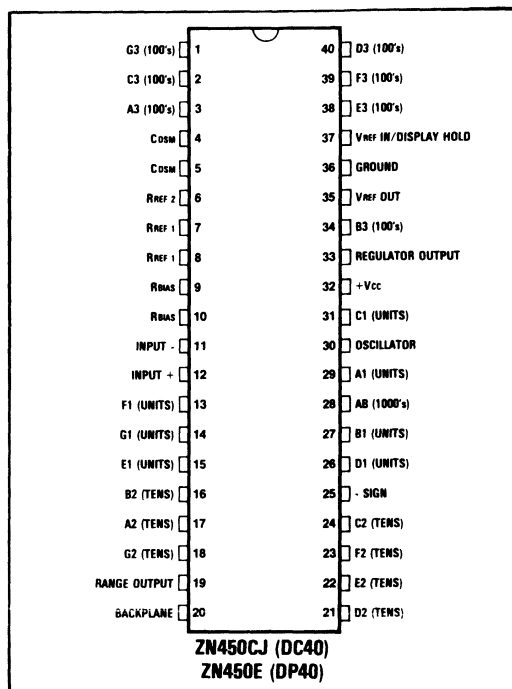 G3 (100's) 1 40 D3 (100's)
C3 (100's) 2 39 F3 (100's)
A3 (100's) 3 38 E3 (100's)
CDSM 4 37 VREF IN/DISPLAY HOLD
CDSM 5 36 GROUND
RREF 2 6 35 VREF OUT
RREF 1 7 34 B3 (100's)
RREF 1 8 33 REGULATOR OUTPUT
RBIAS 9 32 +VCC
RBIAS 10 31 C1 (UNITS)
INPUT - 11 30 OSCILLATOR
INPUT + 12 29 A1 (UNITS)
F1 (UNITS) 13 28 AB (1000's)
G1 (UNITS) 14 27 B1 (UNITS)
E1 (UNITS) 15 26 D1 (UNITS)
B2 (TENS) 16 25 - SIGN
A2 (TENS) 17 24 C2 (TENS)
G2 (TENS) 18 23 F2 (TENS)
RANGE OUTPUT 19 22 E2 (TENS)
BACKPLANE 20 21 D2 (TENS)
ZN450CJ (DC40)
ZN450E (DP40)